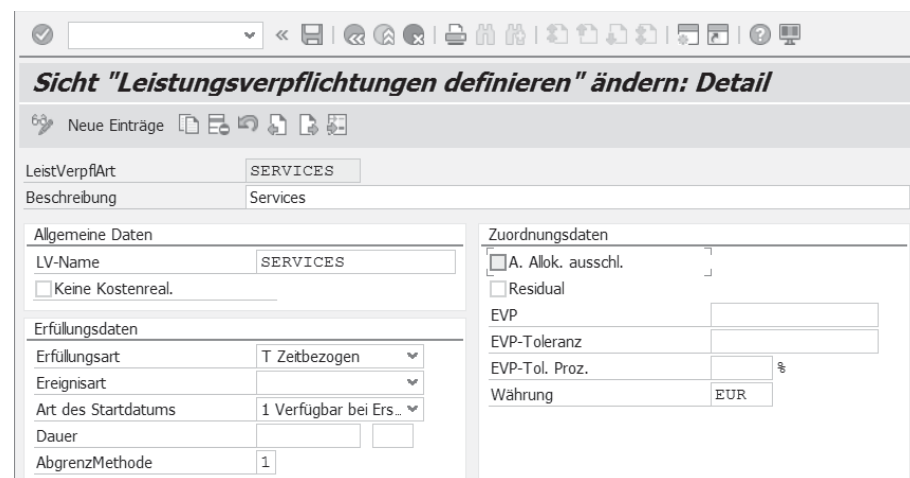 Sicht "Leistungsverpflichtungen definieren" ändern: Detail
Neue Einträge
LeistVerpflArt SERVICES
Beschreibung Services
Allgemeine Daten
LV-Name SERVICES
Keine Kostenreal.
Erfüllungsdaten
Erfüllungsart T Zeitbezogen
Ereignisart
Art des Startdatums 1 Verfügbar bei Ers…
Dauer
AbgrenzMethode 1
Zuordnungsdaten
A. Allok. ausschl.
Residual
EVP
EVP-Toleranz
EVP-Tol. Proz. %
Währung EUR